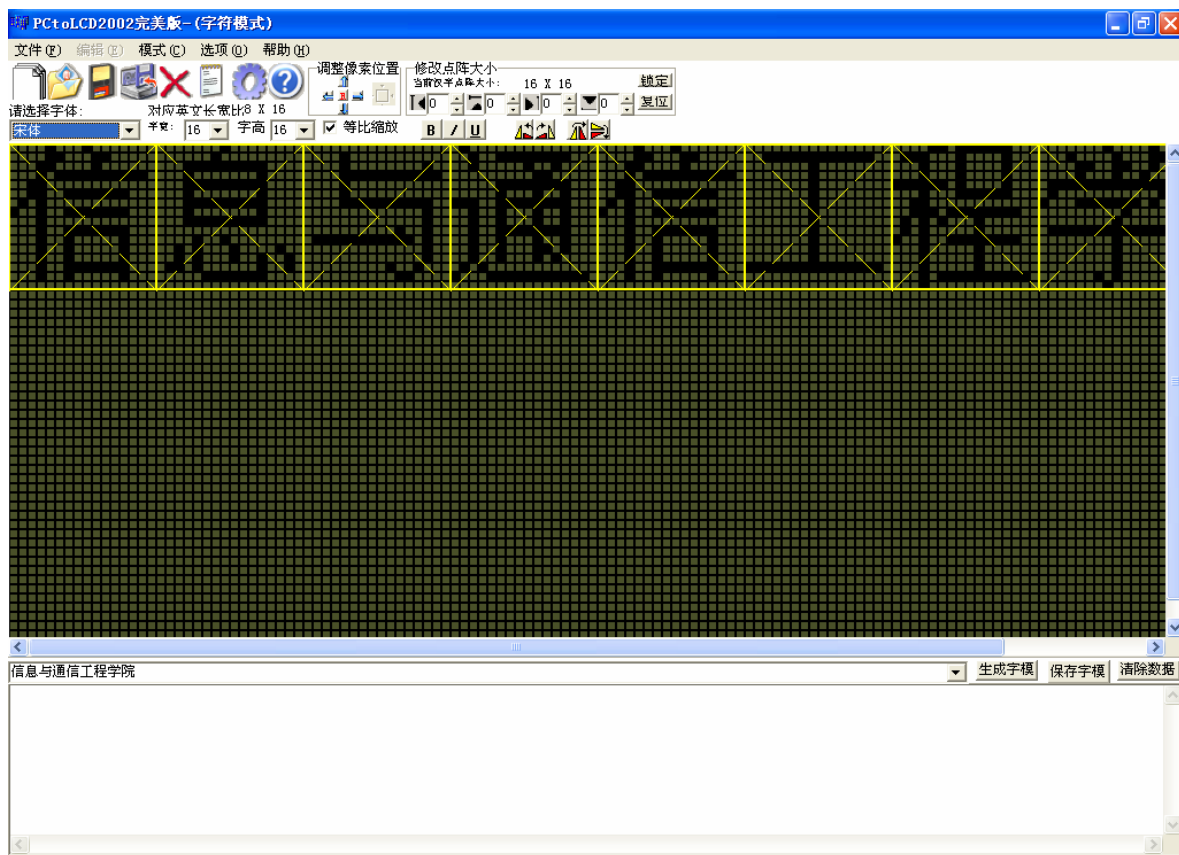 PCtoLCD2002完美版-(字符模式)
文件(F) 编辑(E) 模式(C) 选项(O) 帮助(H)
调整像素位置 修改点阵大小
当前汉字点阵大小: 16 X 16 锁定
0 0 0 0 复位
请选择字体: 对应英文长宽比8 X 16
宋体 字宽: 16 字高 16 等比缩放 B I U
信息与通信工程学
信息与通信工程学院 生成字模 保存字模 清除数据